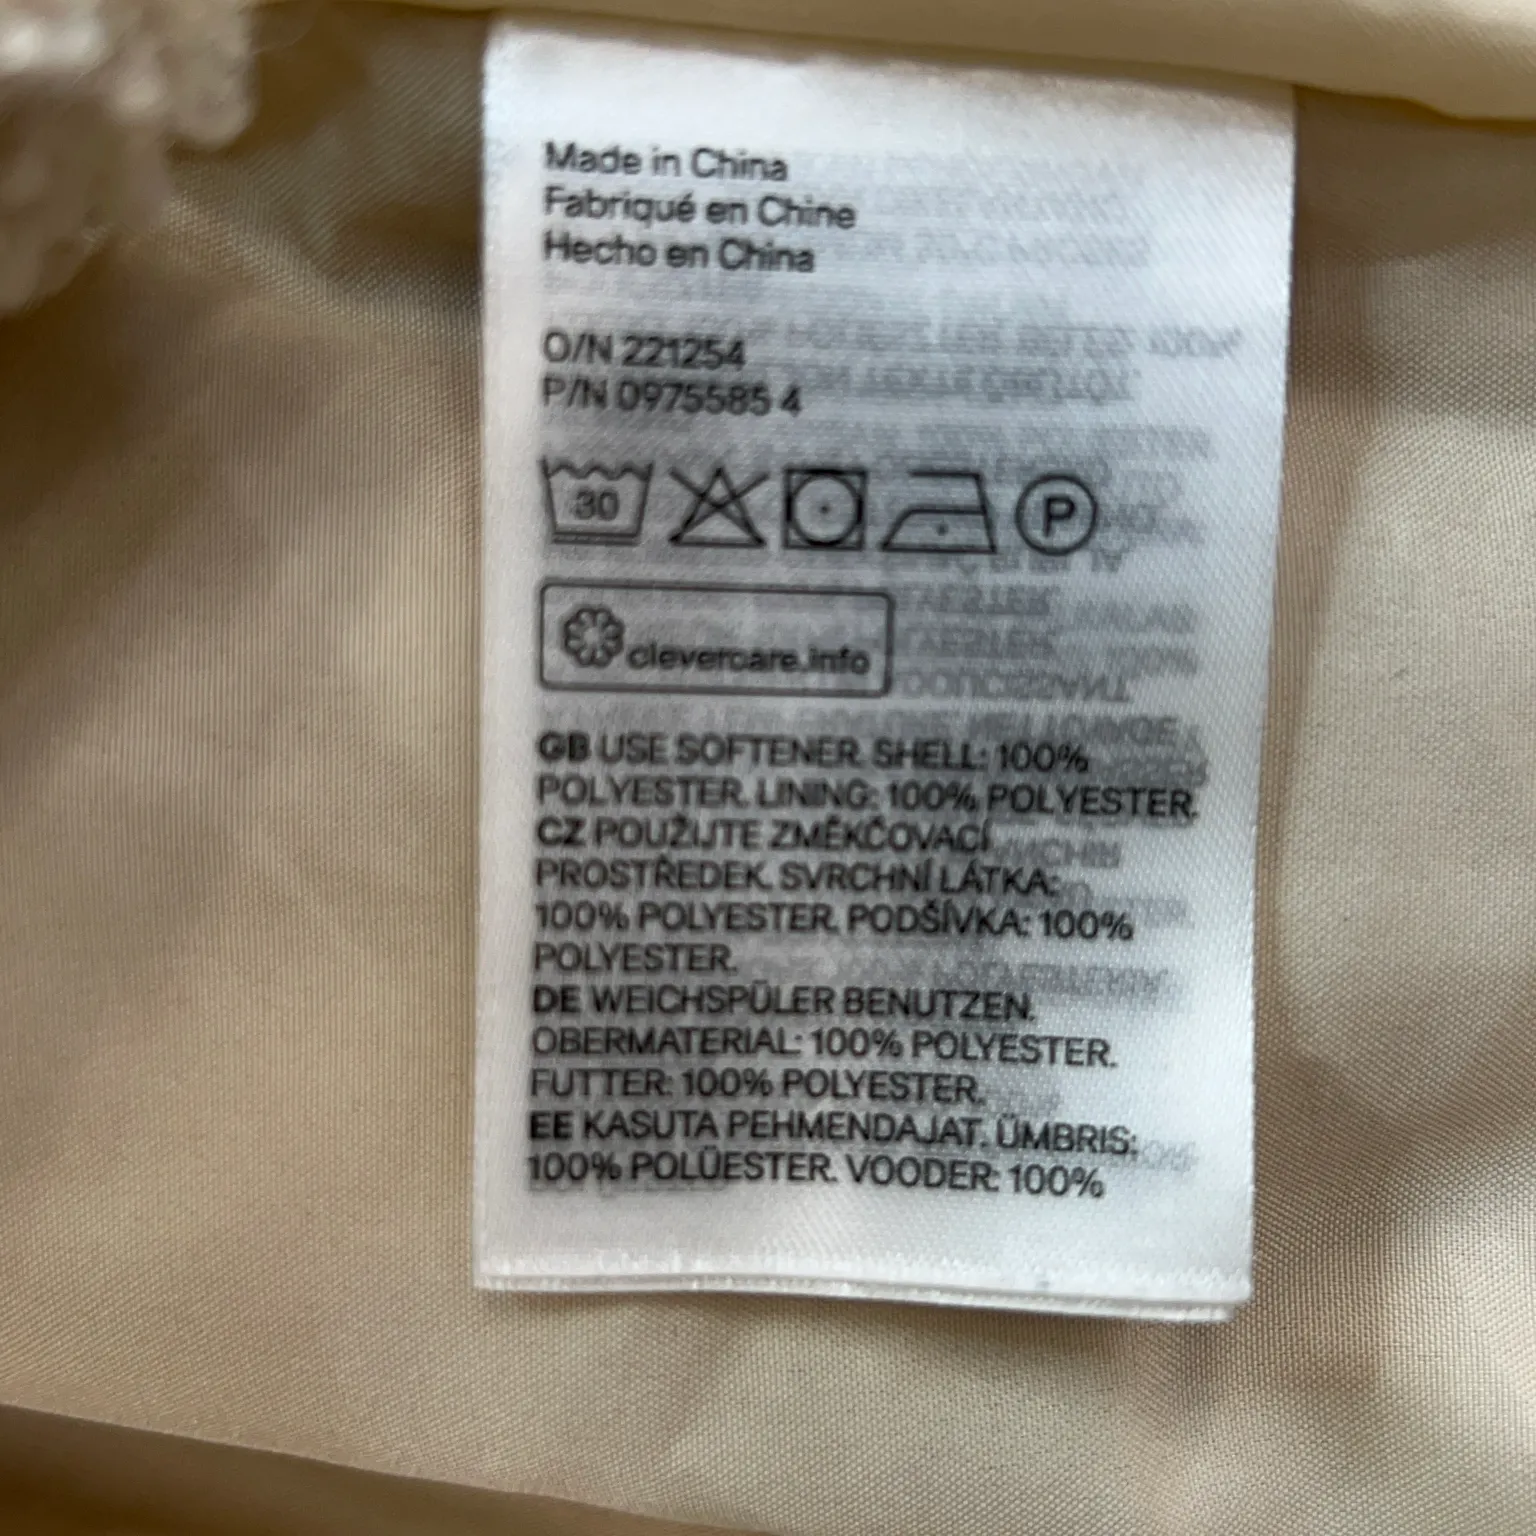 Made in China
Fabriqué en Chine
Hecho en China
O/N 221254
P/N 0975585 4
30
P
clevercare.info
GB USE SOFTENER. SHELL: 100%
POLYESTER. LINING: 100% POLYESTER.
CZ POUŽIJTE ZMĚKČOVACÍ
PROSTŘEDEK. SVRCHNÍ LÁTKA:
100% POLYESTER. PODŠÍVKA: 100%
POLYESTER.
DE WEICHSPÜLER BENUTZEN.
OBERMATERIAL: 100% POLYESTER.
FUTTER: 100% POLYESTER.
EE KASUTA PEHMENDAJAT. ÜMBRIS:
100% POLÜESTER. VOODER: 100%